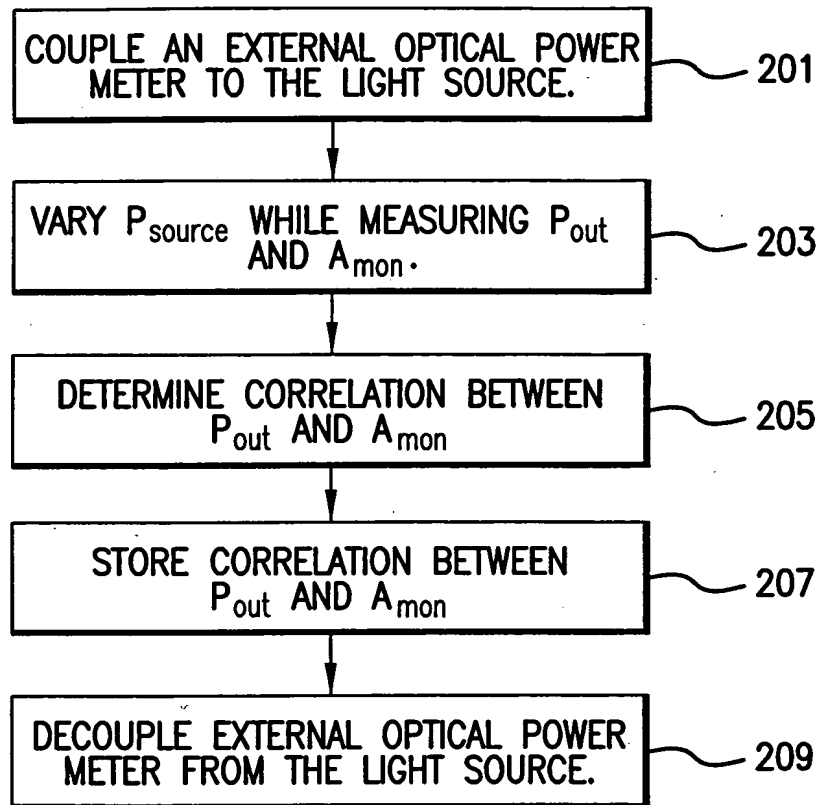 COUPLE AN EXTERNAL OPTICAL POWER
METER TO THE LIGHT SOURCE.
201
VARY Psource WHILE MEASURING Pout
AND Amon.
203
DETERMINE CORRELATION BETWEEN
Pout AND Amon
205
STORE CORRELATION BETWEEN
Pout AND Amon
207
DECOUPLE EXTERNAL OPTICAL POWER
METER FROM THE LIGHT SOURCE.
209